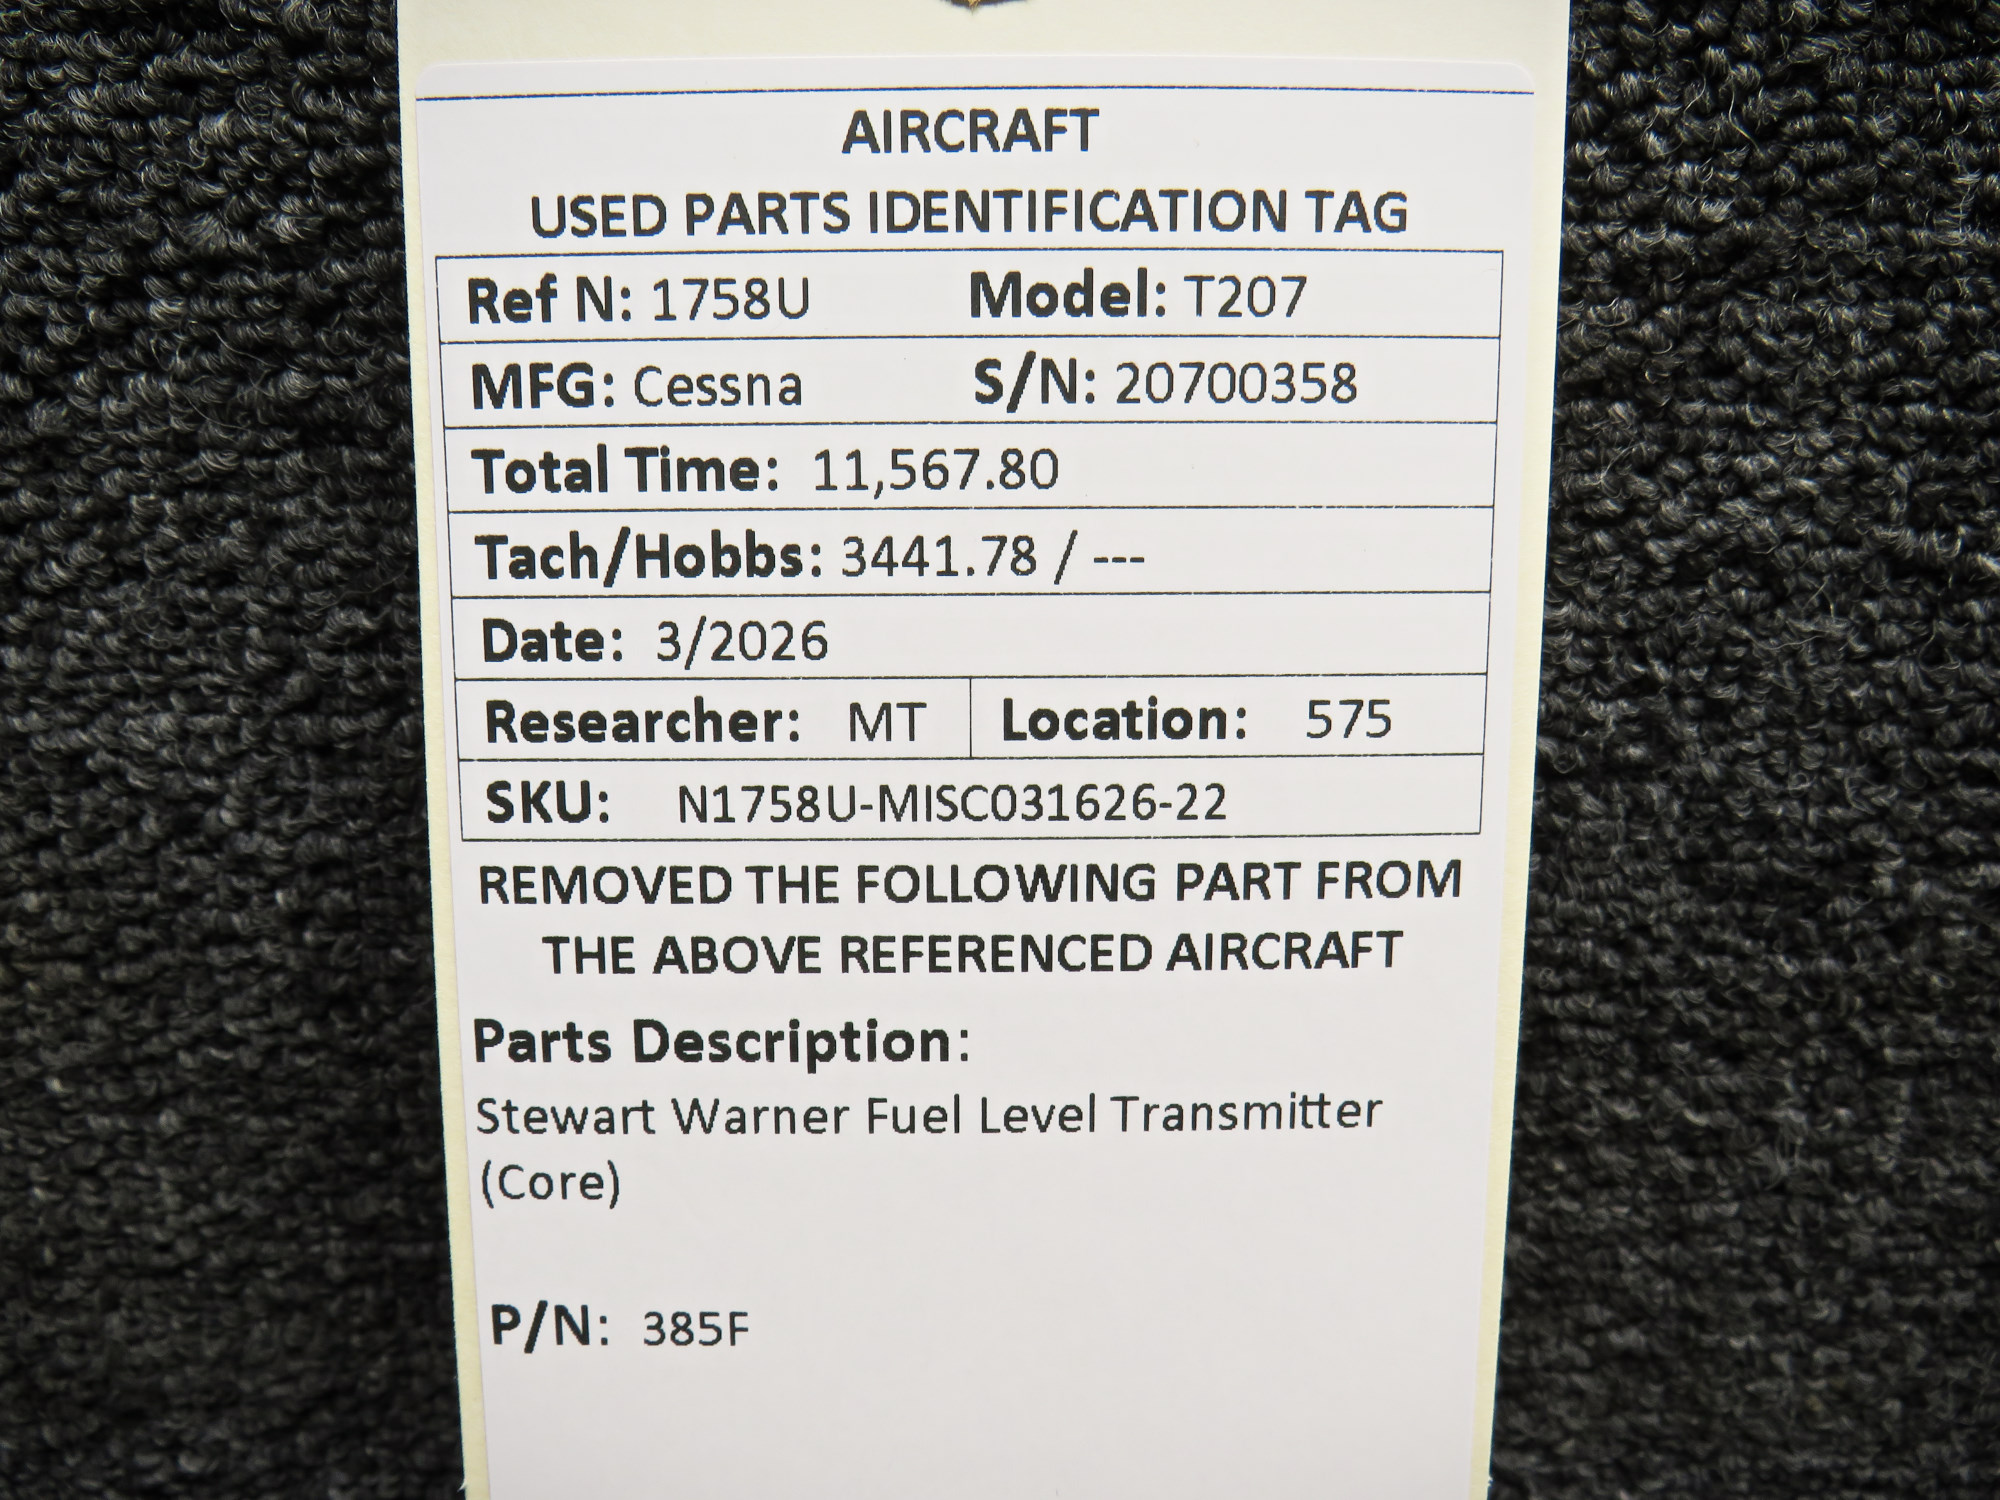 AIRCRAFT
USED PARTS IDENTIFICATION TAG
Ref N: 1758U Model: T207
MFG: Cessna S/N: 20700358
Total Time: 11,567.80
Tach/Hobbs: 3441.78 / ---
Date: 3/2026
Researcher: MT Location: 575
SKU: N1758U-MISC031626-22
REMOVED THE FOLLOWING PART FROM
THE ABOVE REFERENCED AIRCRAFT
Parts Description:
Stewart Warner Fuel Level Transmitter
(Core)
P/N: 385F